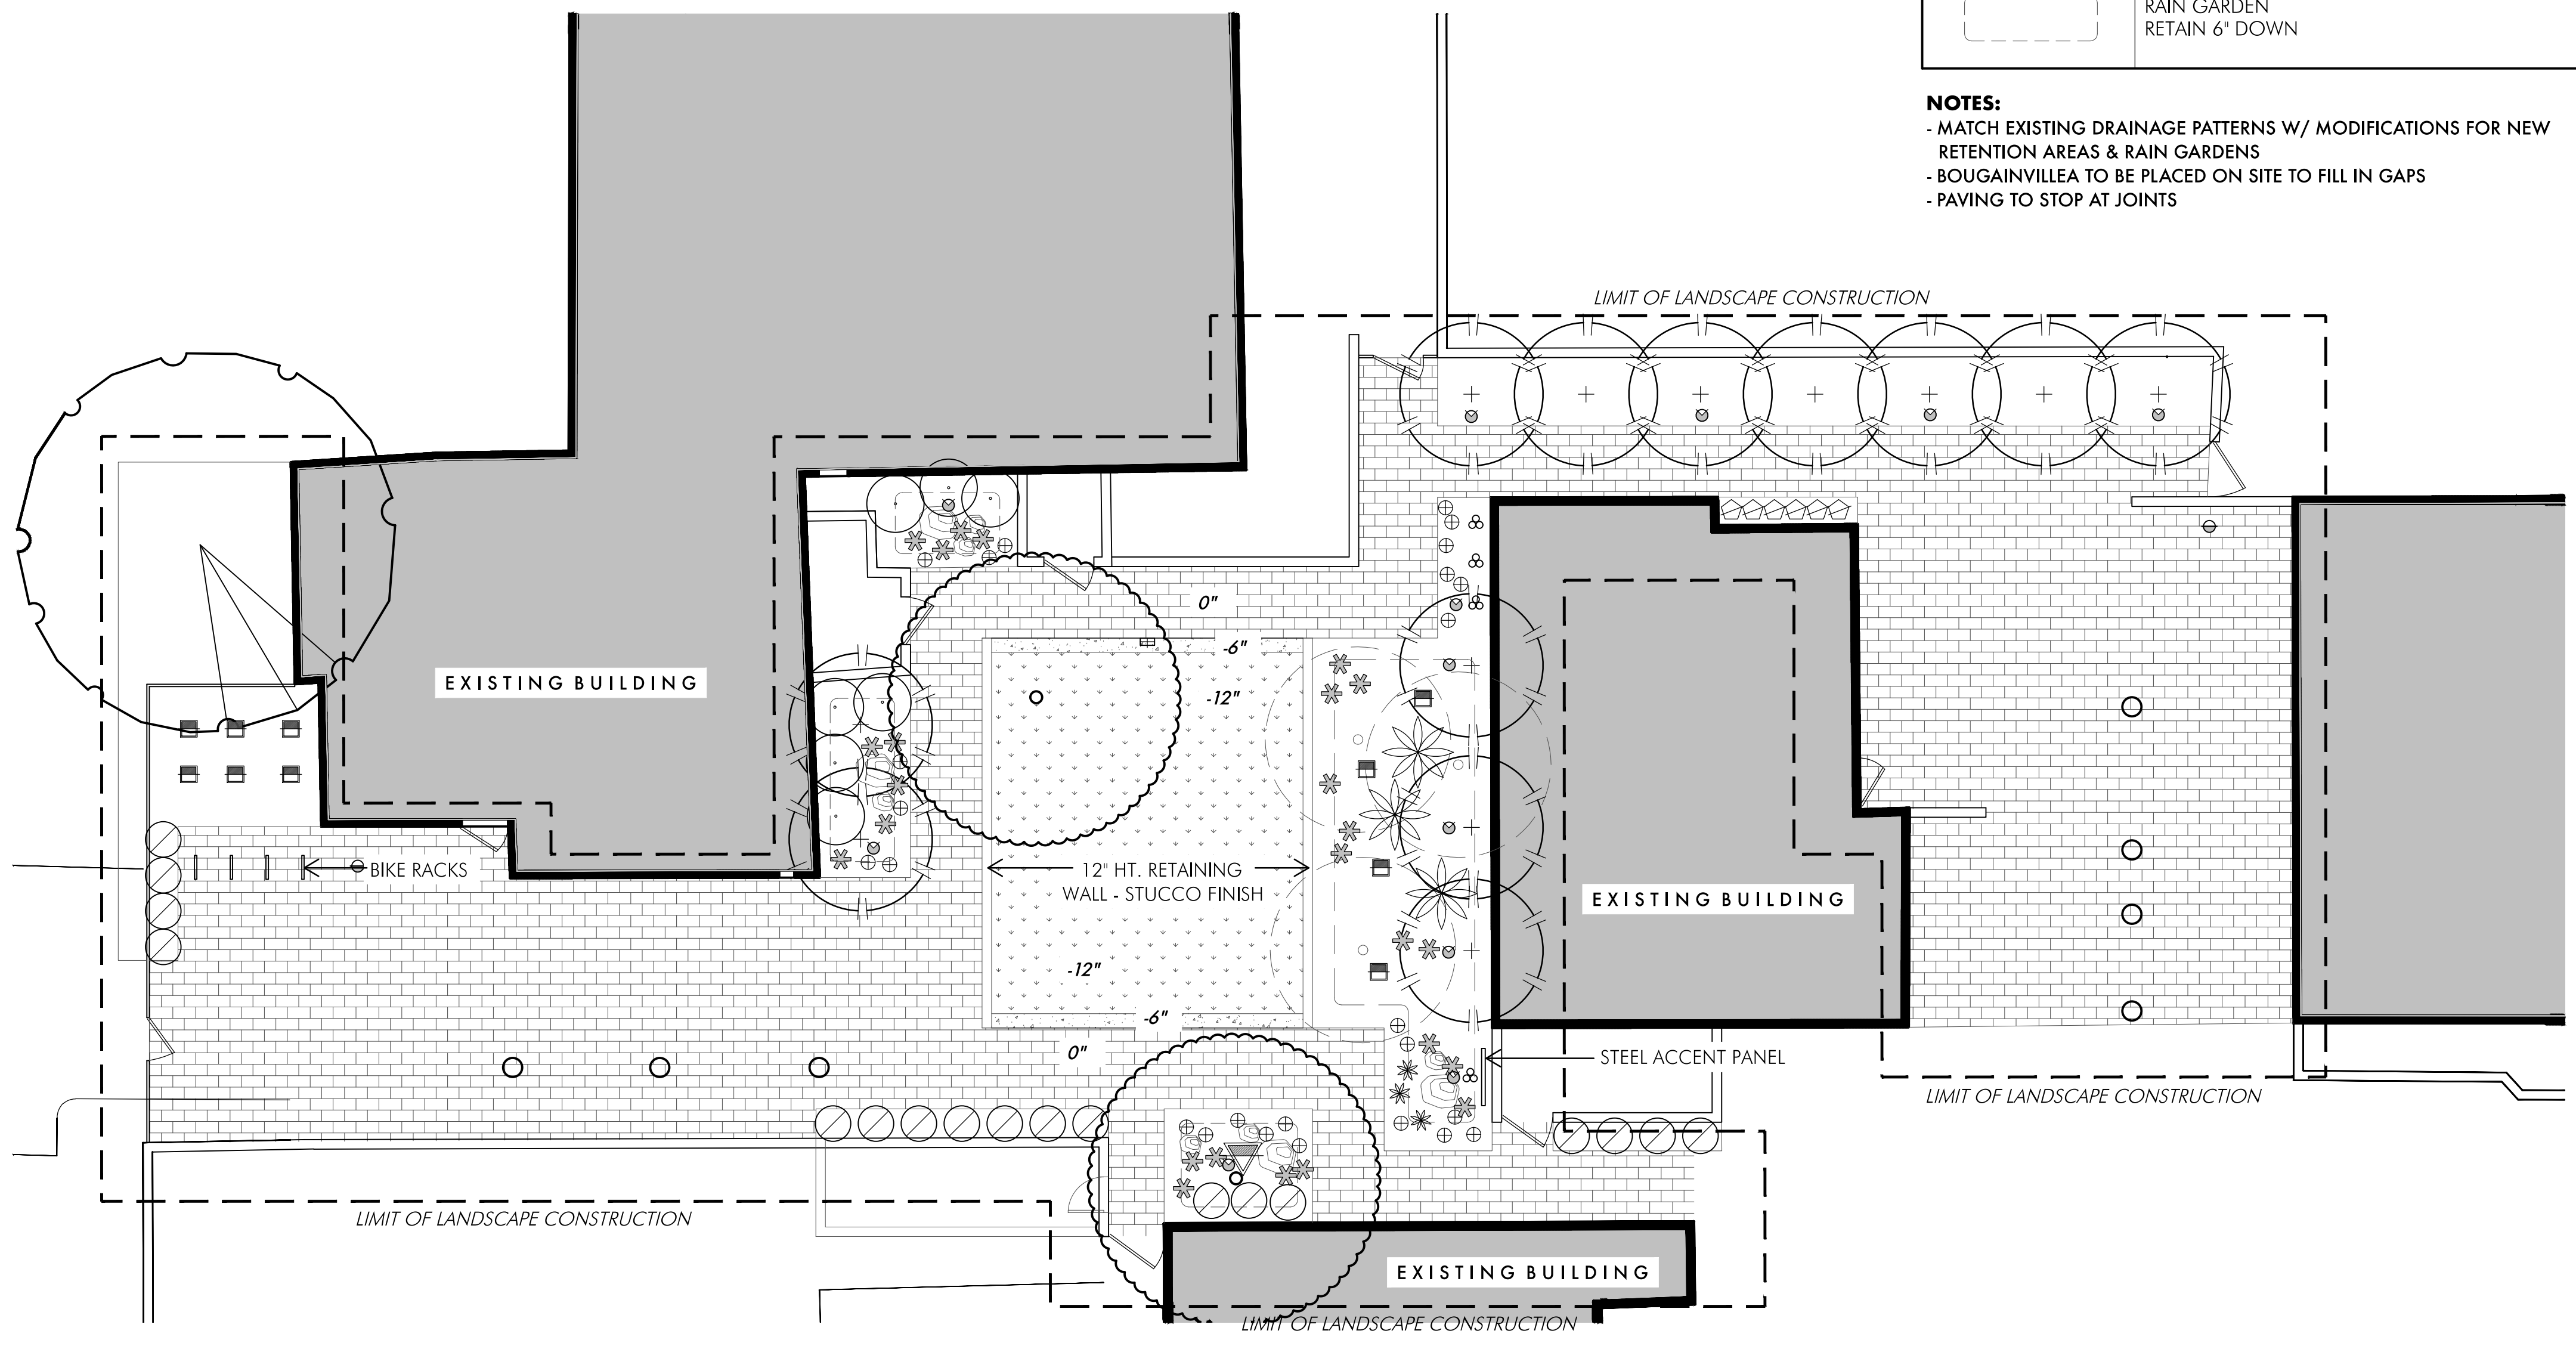 RAIN GARDEN
RETAIN 6" DOWN
NOTES:
- MATCH EXISTING DRAINAGE PATTERNS W/ MODIFICATIONS FOR NEW
RETENTION AREAS & RAIN GARDENS
- BOUGAINVILLEA TO BE PLACED ON SITE TO FILL IN GAPS
- PAVING TO STOP AT JOINTS
LIMIT OF LANDSCAPE CONSTRUCTION
0"
-6"
EXISTING BUILDING
-12"
BIKE RACKS
12" HT. RETAINING
WALL - STUCCO FINISH
EXISTING BUILDING
-12"
-6"
0"
STEEL ACCENT PANEL
LIMIT OF LANDSCAPE CONSTRUCTION
LIMIT OF LANDSCAPE CONSTRUCTION
EXISTING BUILDING
LIMIT OF LANDSCAPE CONSTRUCTION